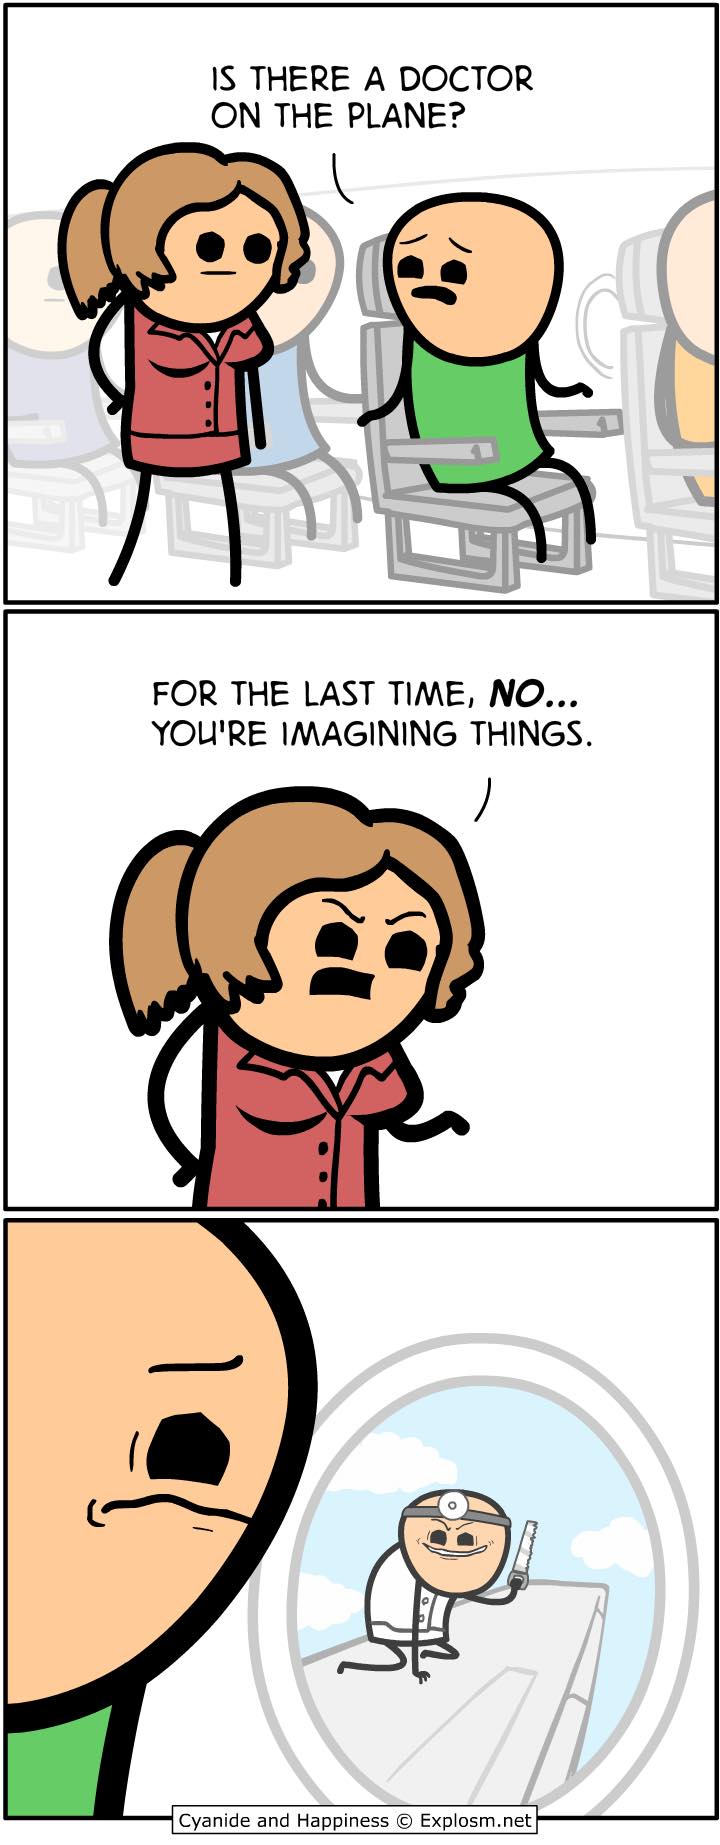 IS THERE A DOCTOR
ON THE PLANE?
FOR THE LAST TIME, NO...
YOU'RE IMAGINING THINGS.
Cyanide and Happiness © Explosm.net